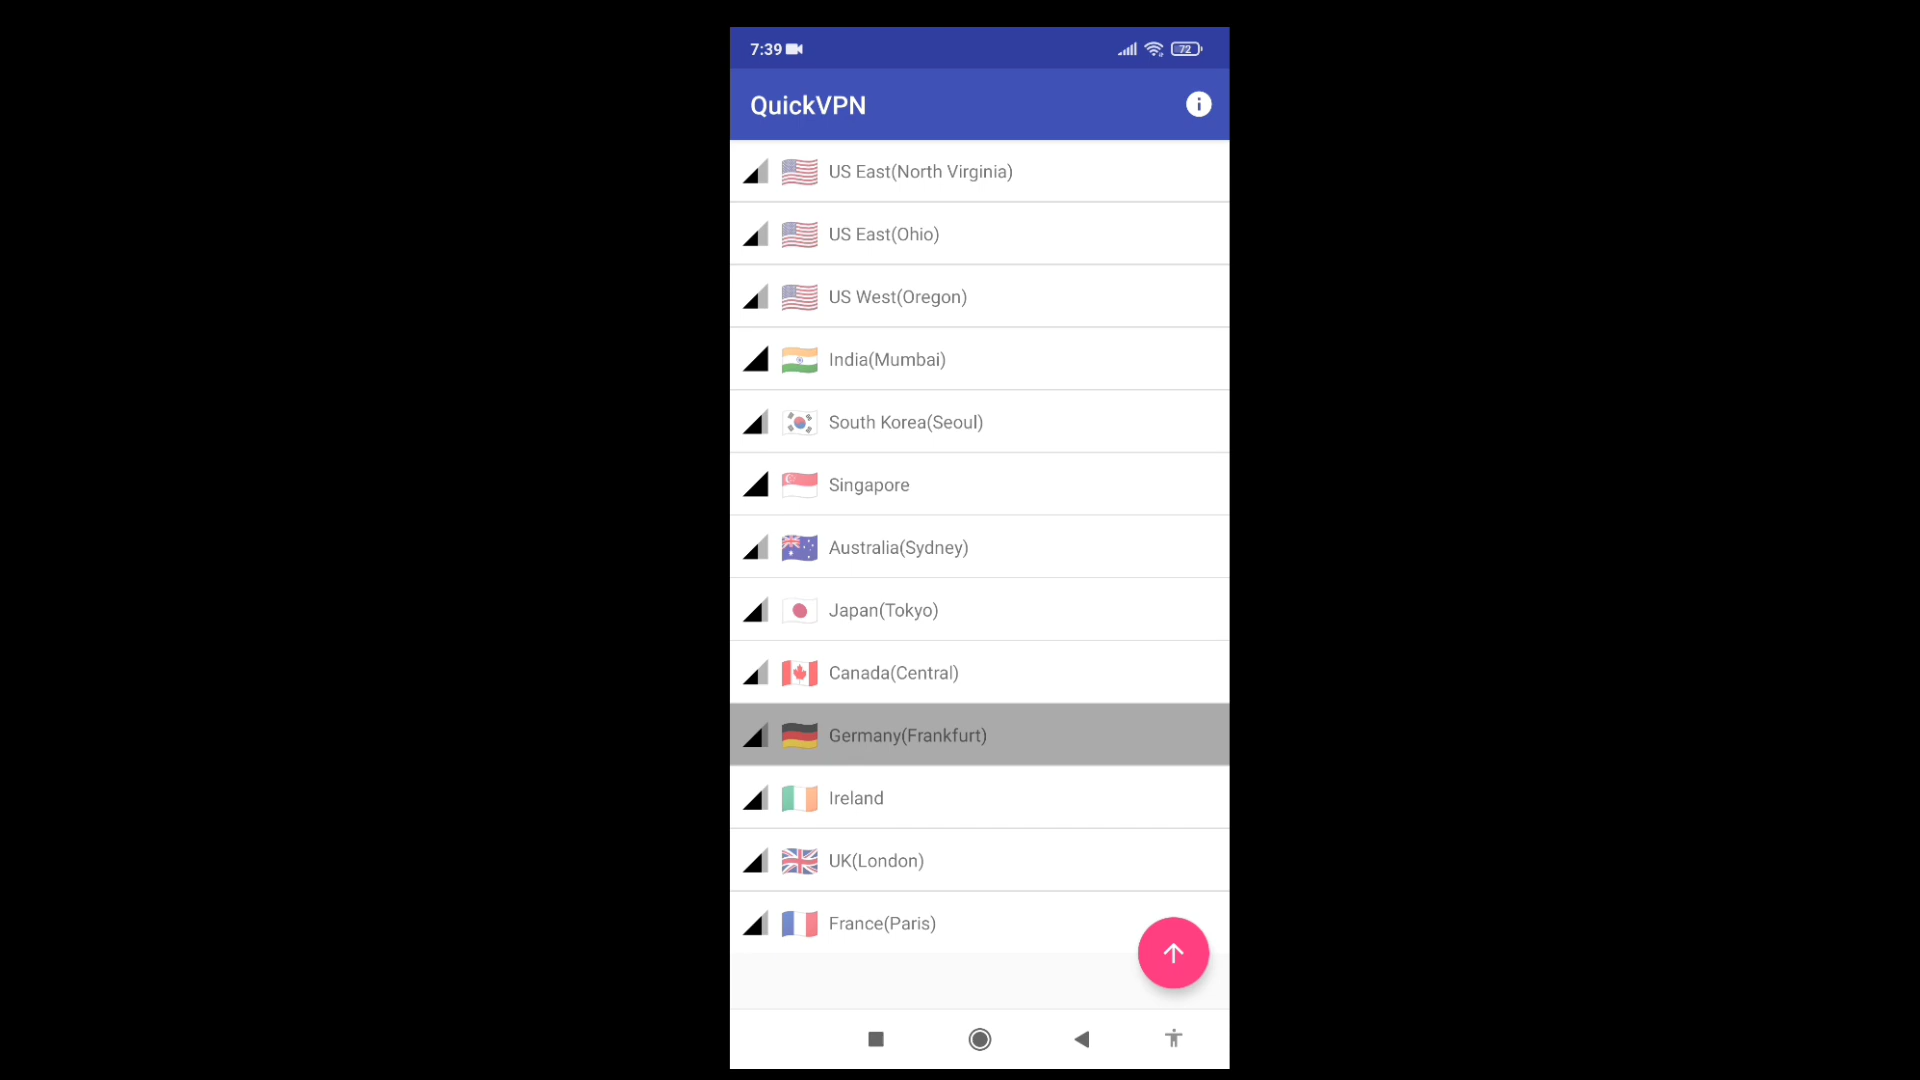 7:39
72
QuickVPN
US East(North Virginia)
US East(Ohio)
US West(Oregon)
India(Mumbai)
South Korea(Seoul)
Singapore
Australia(Sydney)
Japan(Tokyo)
Canada(Central)
Germany(Frankfurt)
Ireland
UK(London)
France(Paris)